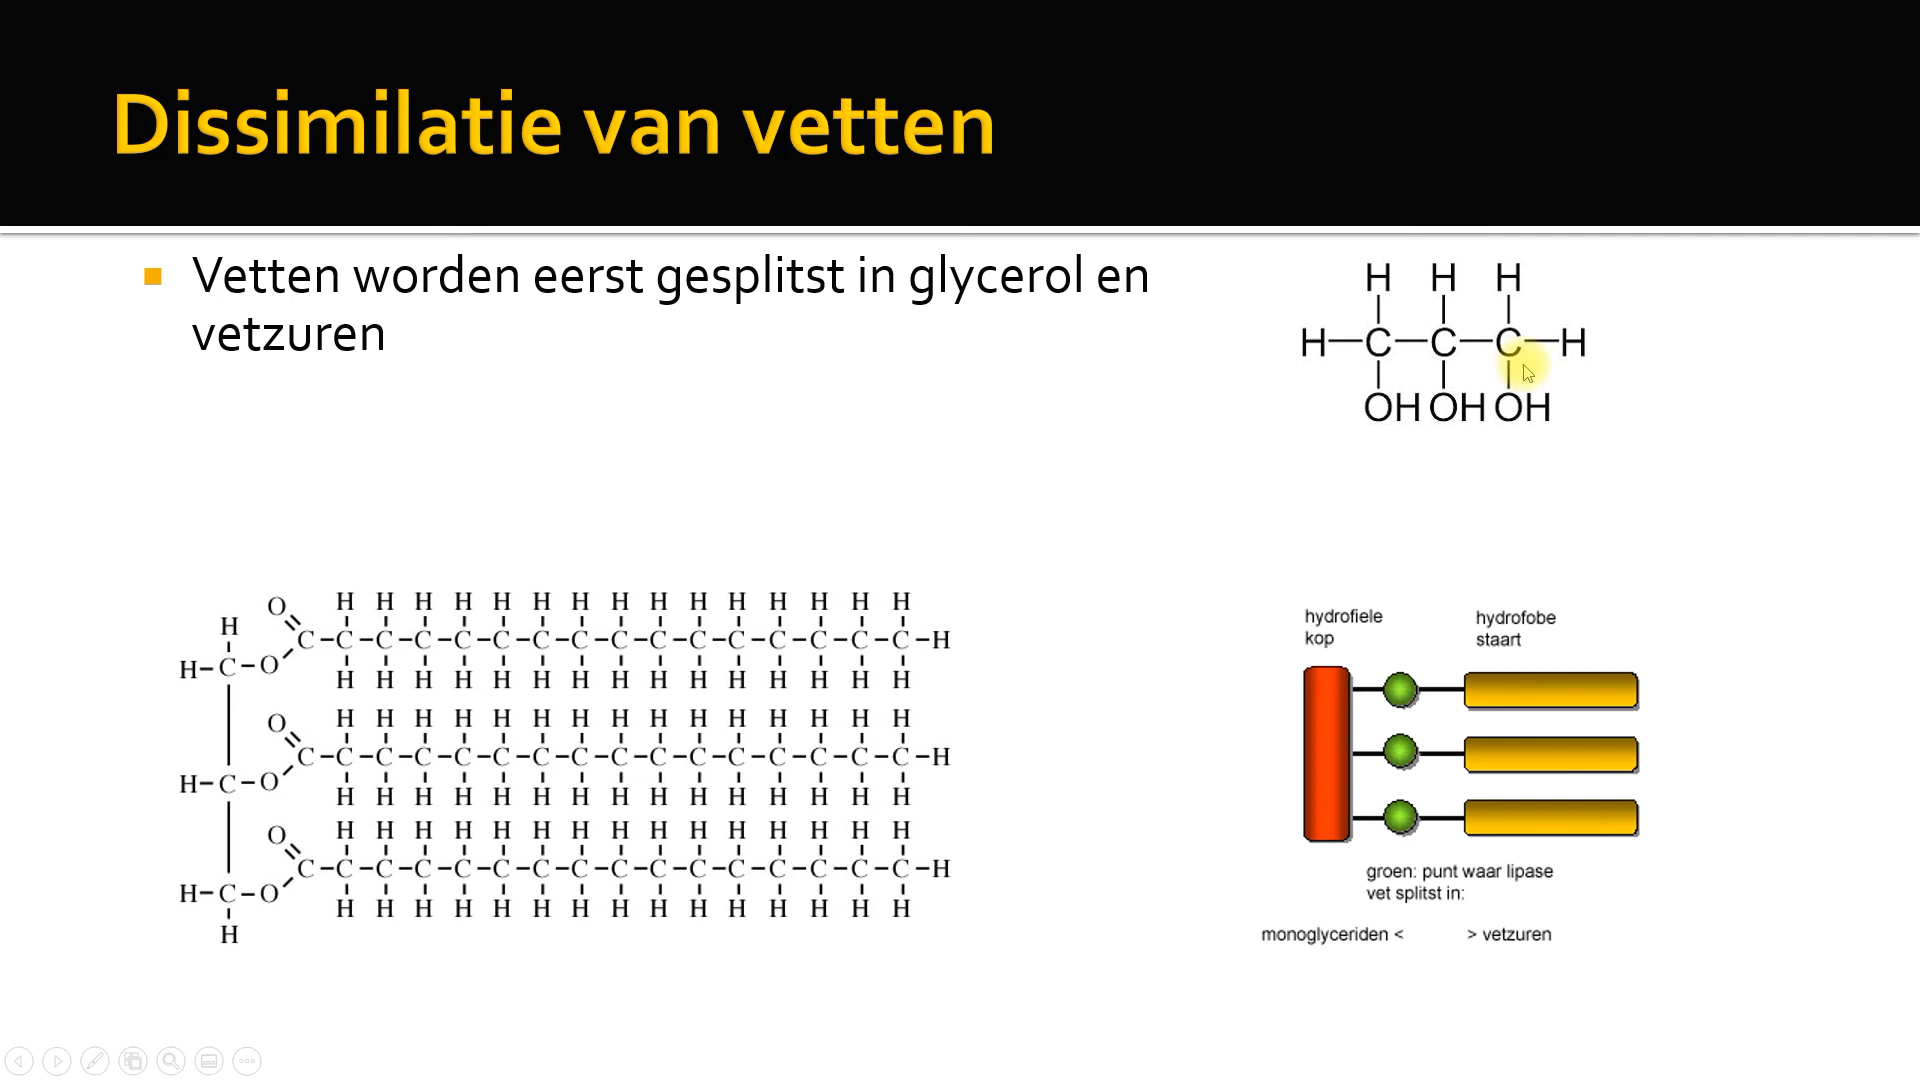 Dissimilatie van vetten
Vetten worden eerst gesplitst in glycerol en
vetzuren
H H H
H–C–C–C–H
OH OH OH
O H H H H H H H H H H H H H H H
H C–C–C–C–C–C–C–C–C–C–C–C–C–C–C–C–H
H–C–O H H H H H H H H H H H H H H H
O H H H H H H H H H H H H H H H
C–C–C–C–C–C–C–C–C–C–C–C–C–C–C–C–H
H–C–O H H H H H H H H H H H H H H H
O H H H H H H H H H H H H H H H
C–C–C–C–C–C–C–C–C–C–C–C–C–C–C–C–H
H–C–O H H H H H H H H H H H H H H H
H
hydrofiele
kop
hydrofobe
staart
groen: punt waar lipase
vet splitst in:
monoglyceriden < > vetzuren